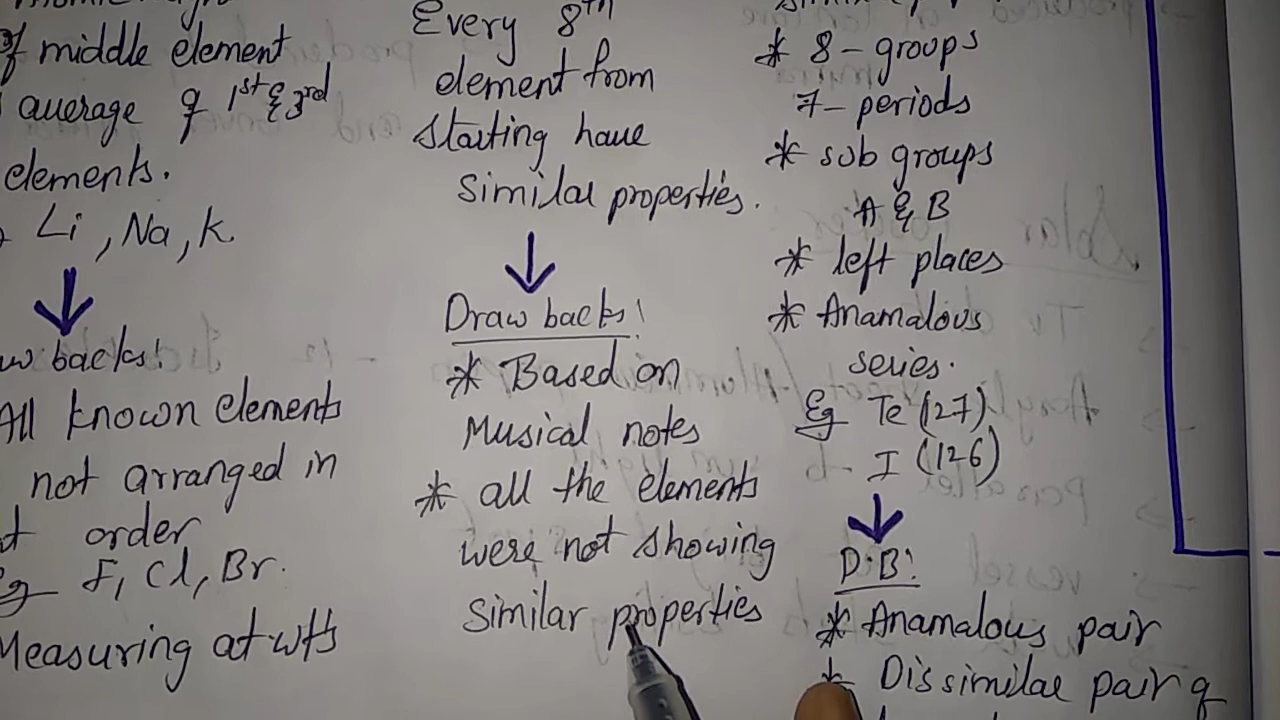 of middle element
average of 1st & 3rd
elements.
Li, Na, K.
w backs!
All known elements
not arranged in
at order
Eg F, Cl, Br.
Measuring at wts
Every 8th
element from
Starting have
similar properties.
Draw backs!
* Based on
Musical notes
* all the elements
were not showing
similar properties
* 8 - groups
7 - periods
* sub groups
A & B
* left places
* Anamalous
series.
Eg Te (127)
- I (126)
D.B!
* Anamalous pair
* Dissimilar pair of